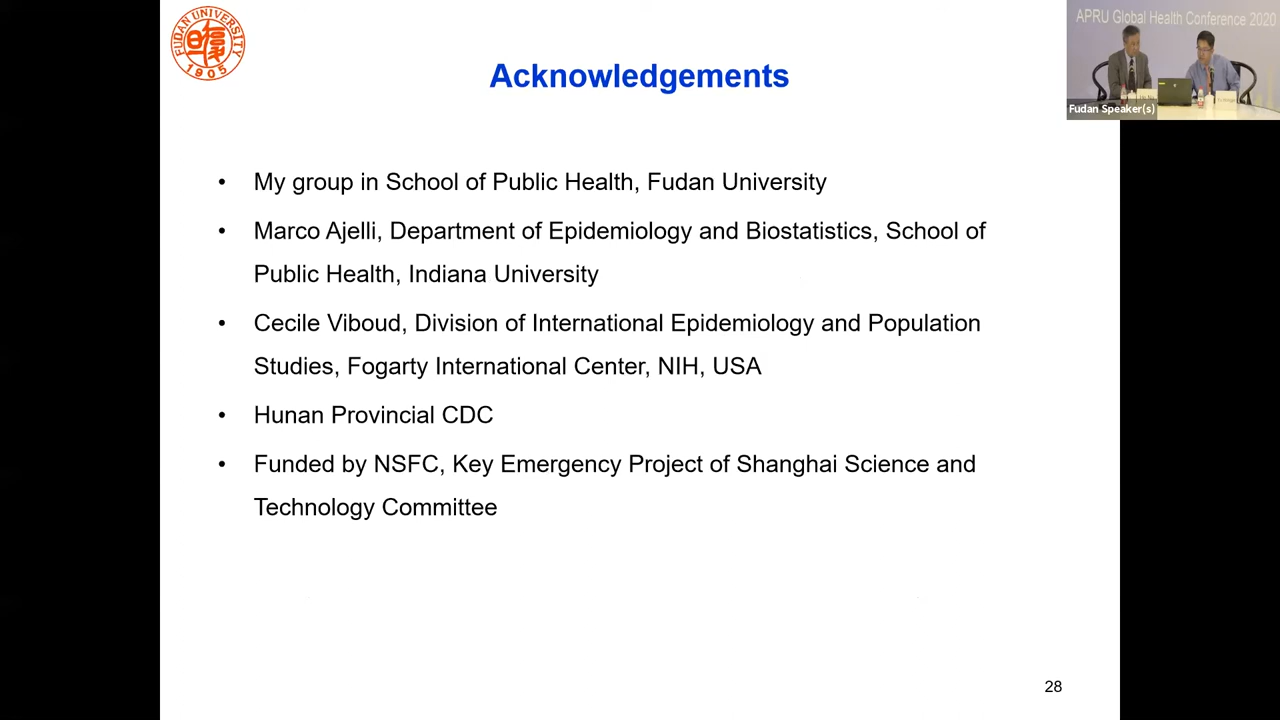 FUDAN UNIVERSITY
1905
Acknowledgements
APRU Global Health Conference 2020
Fudan Speaker(s)
• My group in School of Public Health, Fudan University
• Marco Ajelli, Department of Epidemiology and Biostatistics, School of
Public Health, Indiana University
• Cecile Viboud, Division of International Epidemiology and Population
Studies, Fogarty International Center, NIH, USA
• Hunan Provincial CDC
• Funded by NSFC, Key Emergency Project of Shanghai Science and
Technology Committee
28